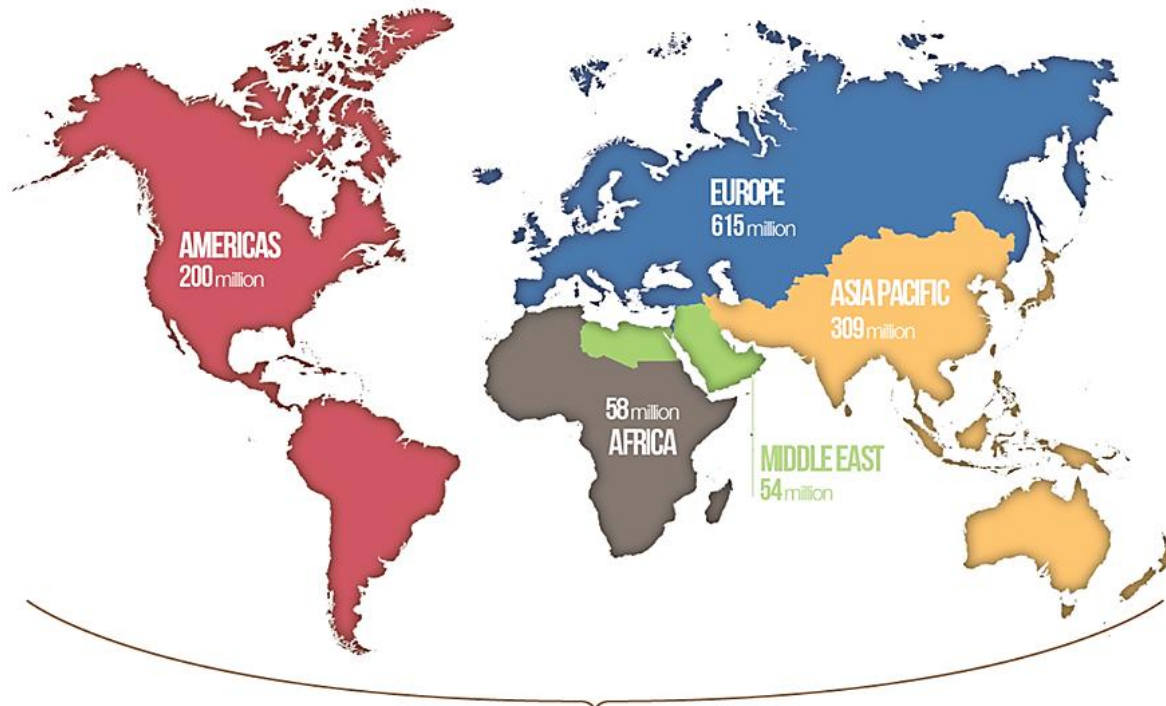 AMERICAS
200 million
EUROPE
615 million
ASIA PACIFIC
309 million
58 million
AFRICA
MIDDLE EAST
54 million